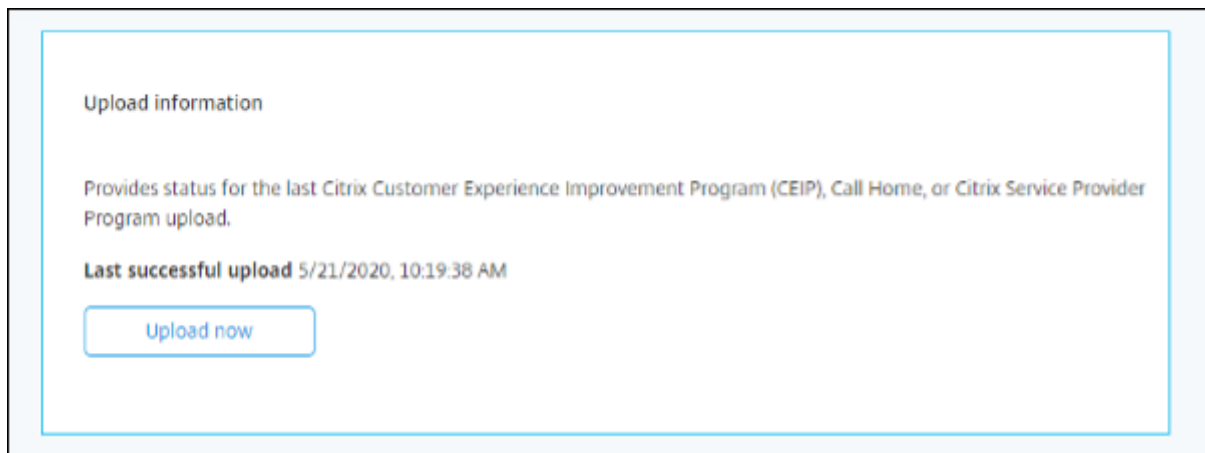 Upload information
Provides status for the last Citrix Customer Experience Improvement Program (CEIP), Call Home, or Citrix Service Provider
Program upload.
Last successful upload 5/21/2020, 10:19:38 AM
Upload now